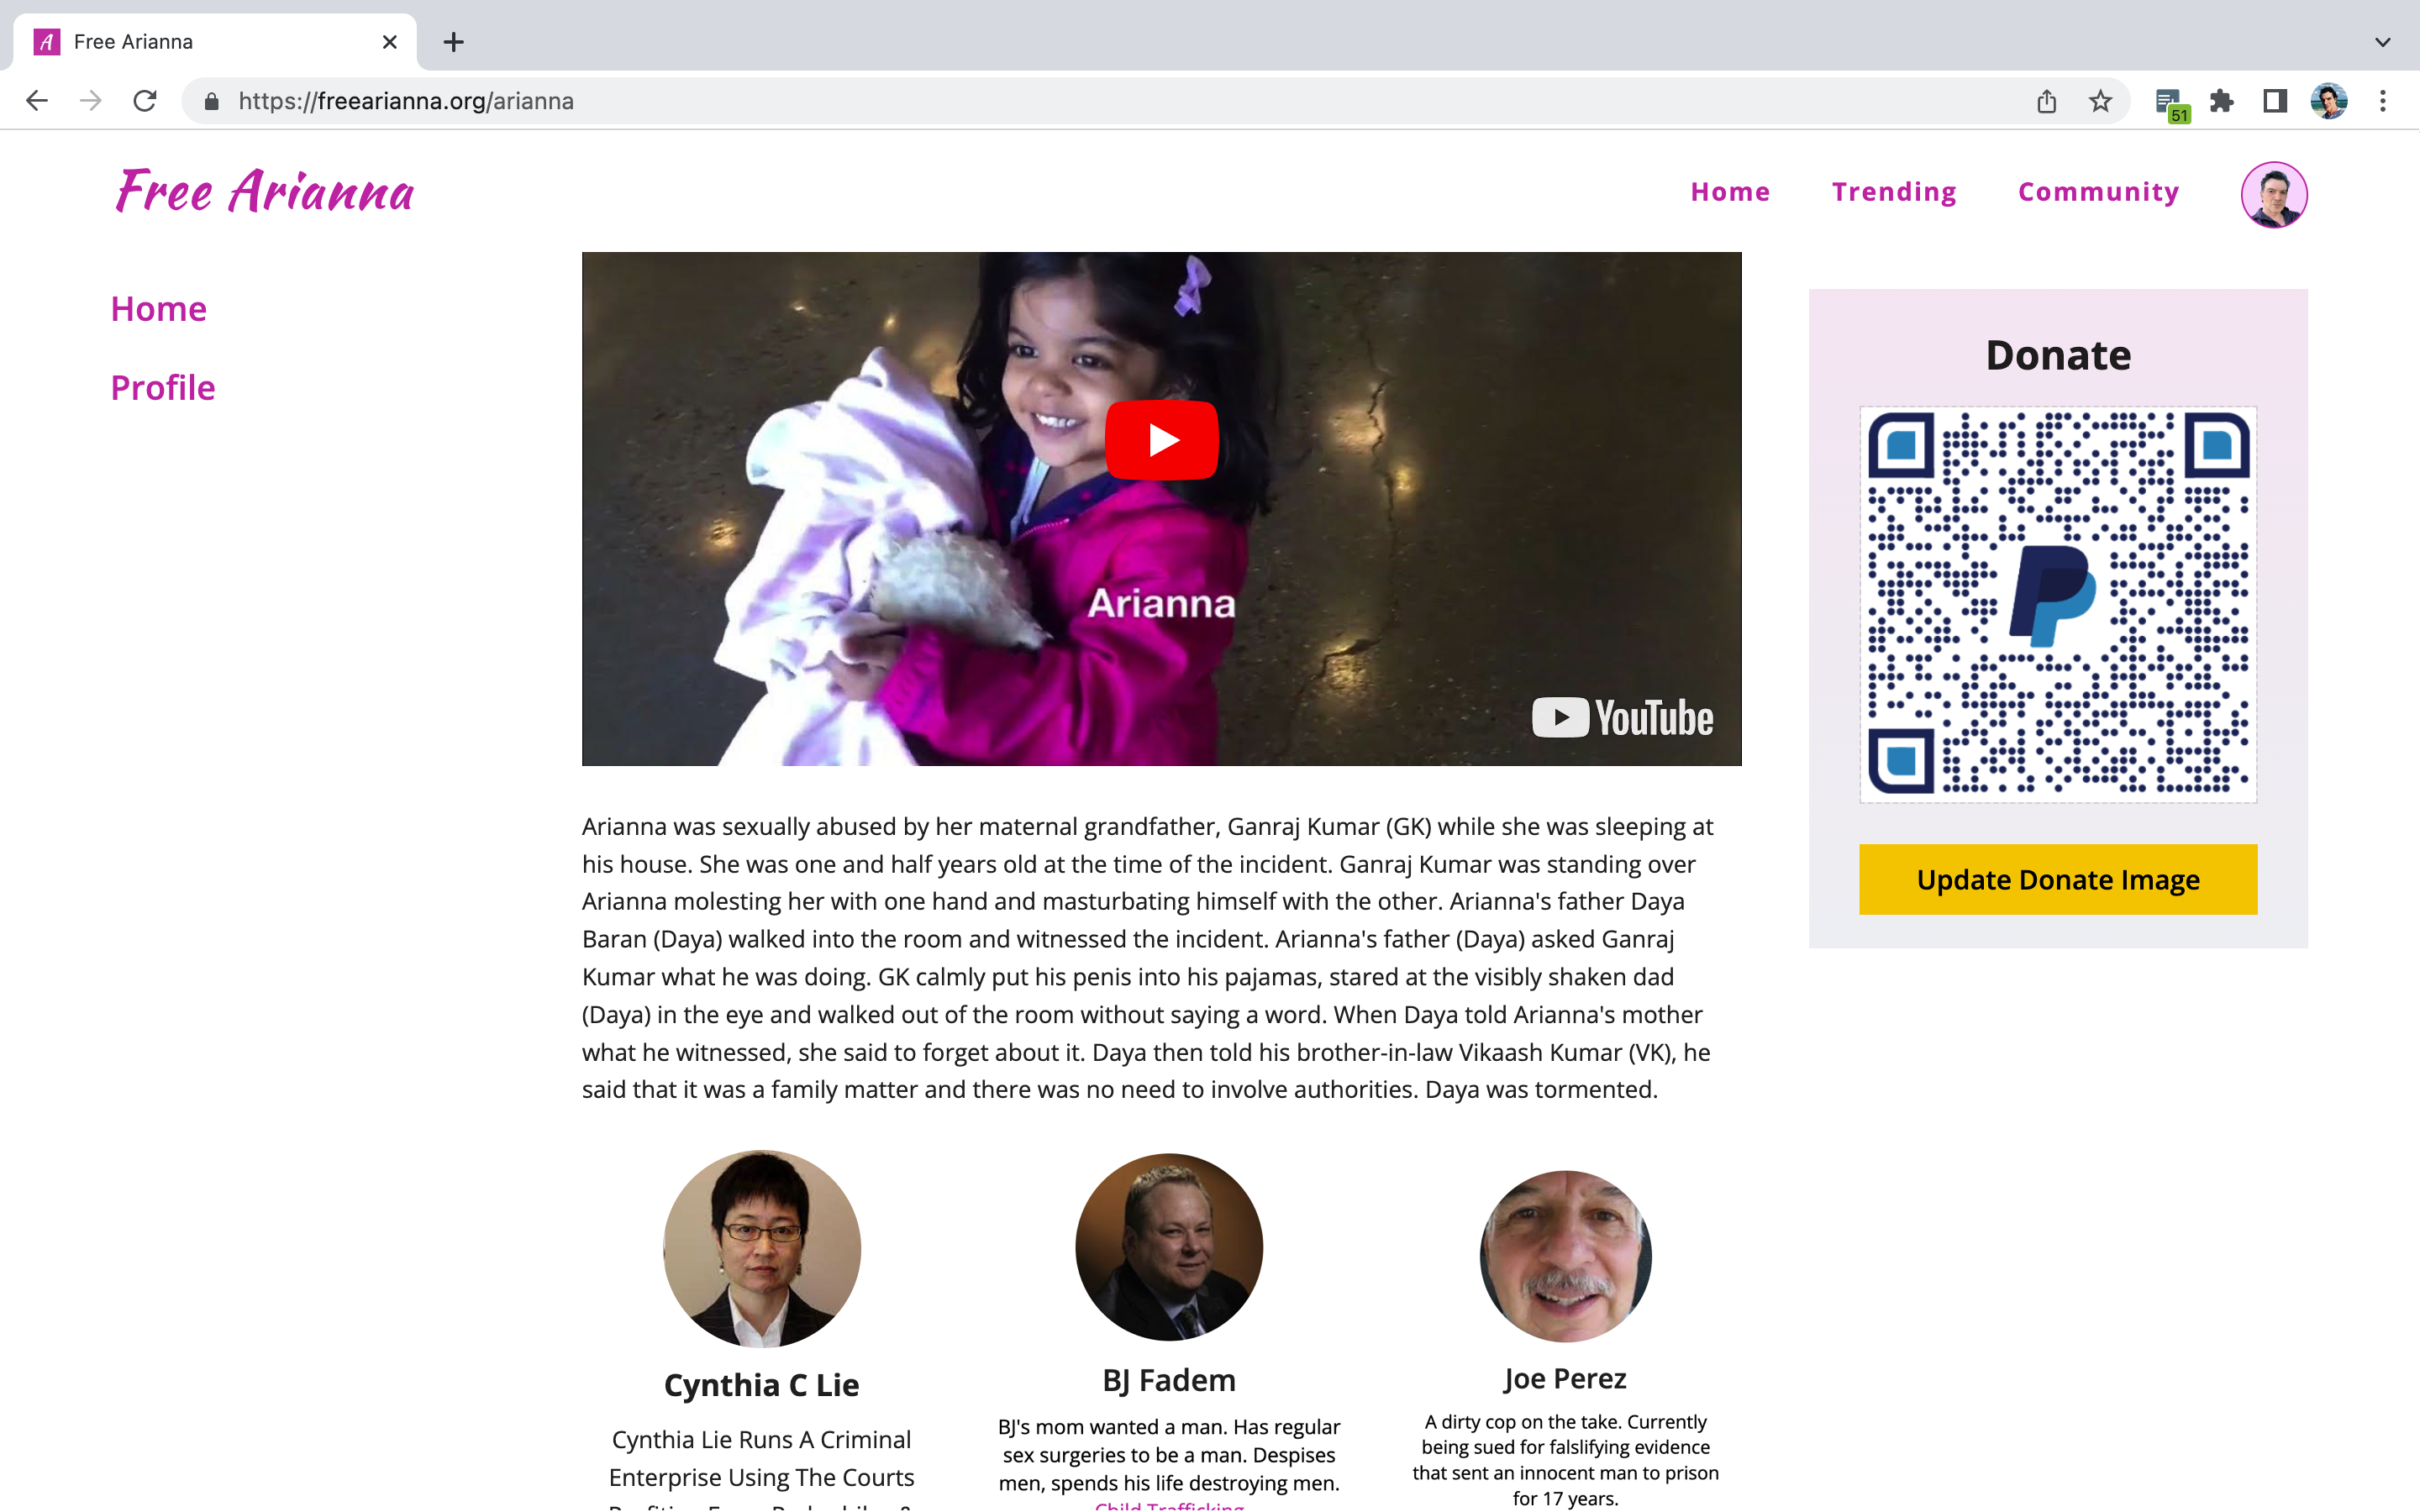 Free Arianna
51
https://freearianna.org/arianna
Free Arianna
Home
Trending
Community
Home
Profile
Arianna
YouTube
Donate
Update Donate Image
Arianna was sexually abused by her maternal grandfather, Ganraj Kumar (GK) while she was sleeping at
his house. She was one and half years old at the time of the incident. Ganraj Kumar was standing over
Arianna molesting her with one hand and masturbating himself with the other. Arianna's father Daya
Baran (Daya) walked into the room and witnessed the incident. Arianna's father (Daya) asked Ganraj
Kumar what he was doing. GK calmly put his penis into his pajamas, stared at the visibly shaken dad
(Daya) in the eye and walked out of the room without saying a word. When Daya told Arianna's mother
what he witnessed, she said to forget about it. Daya then told his brother-in-law Vikaash Kumar (VK), he
said that it was a family matter and there was no need to involve authorities. Daya was tormented.
Cynthia C Lie
Cynthia Lie Runs A Criminal
Enterprise Using The Courts
BJ Fadem
BJ's mom wanted a man. Has regular
sex surgeries to be a man. Despises
men, spends his life destroying men.
Child Trafficking
Joe Perez
A dirty cop on the take. Currently
being sued for falslifying evidence
that sent an innocent man to prison
for 17 years.